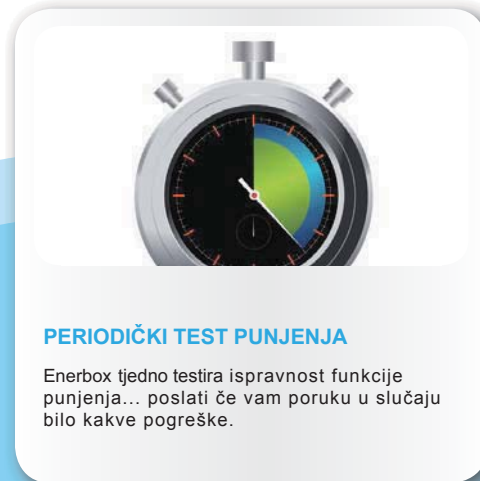 PERIODIČKI TEST PUNJENJA
Enerbox tjedno testira ispravnost funkcije
punjenja... poslati če vam poruku u slučaju
bilo kakve pogreške.